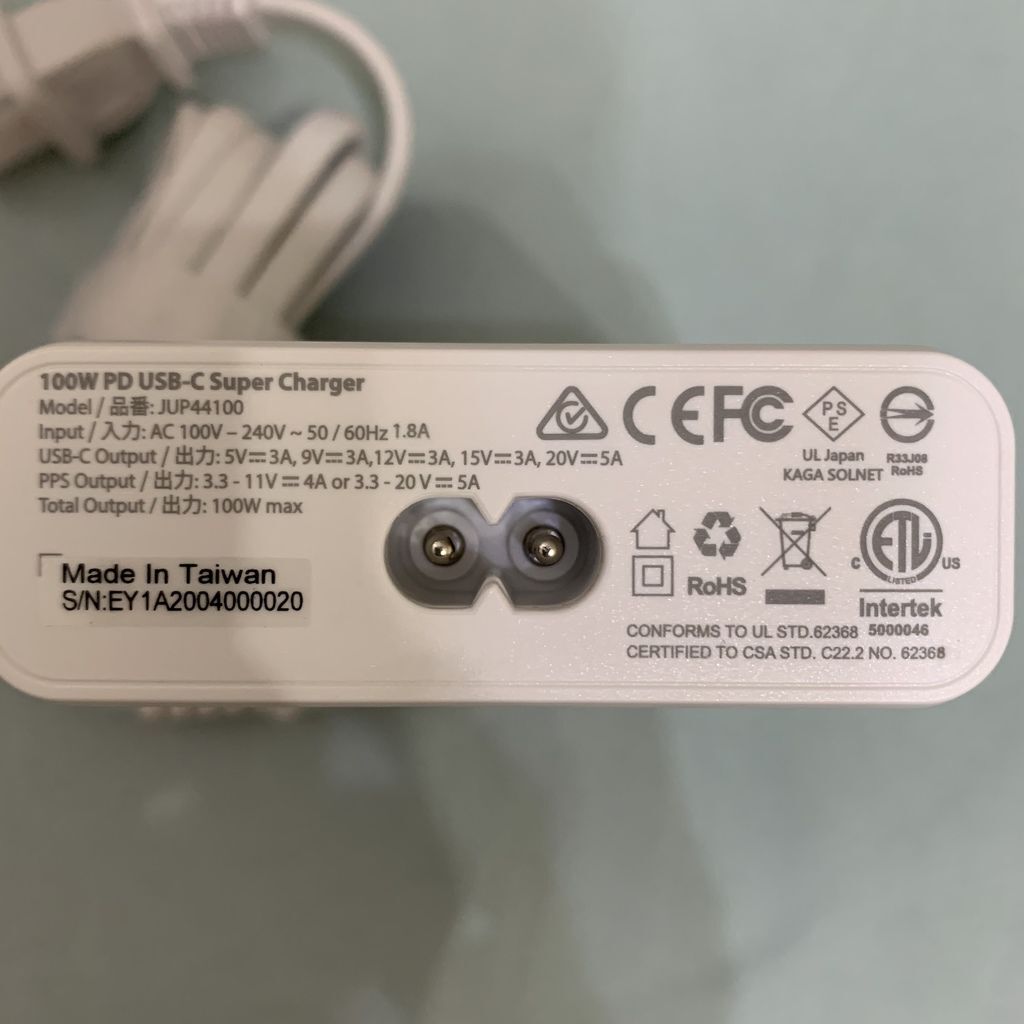 100W PD USB-C Super Charger
Model / 品番: JUP44100
Input / 入力: AC 100V – 240V ~ 50 / 60Hz 1.8A
USB-C Output / 出力: 5V⎓3A, 9V⎓3A,12V⎓3A, 15V⎓3A, 20V⎓5A
PPS Output / 出力: 3.3 - 11V ⎓ 4A or 3.3 - 20 V ⎓ 5A
Total Output / 出力: 100W max
Made In Taiwan
S/N:EY1A2004000020
CE FC
PSE
UL Japan
KAGA SOLNET
R33J08
RoHS
RoHS
ETL
C US
LISTED
Intertek
5000046
CONFORMS TO UL STD.62368
CERTIFIED TO CSA STD. C22.2 NO. 62368